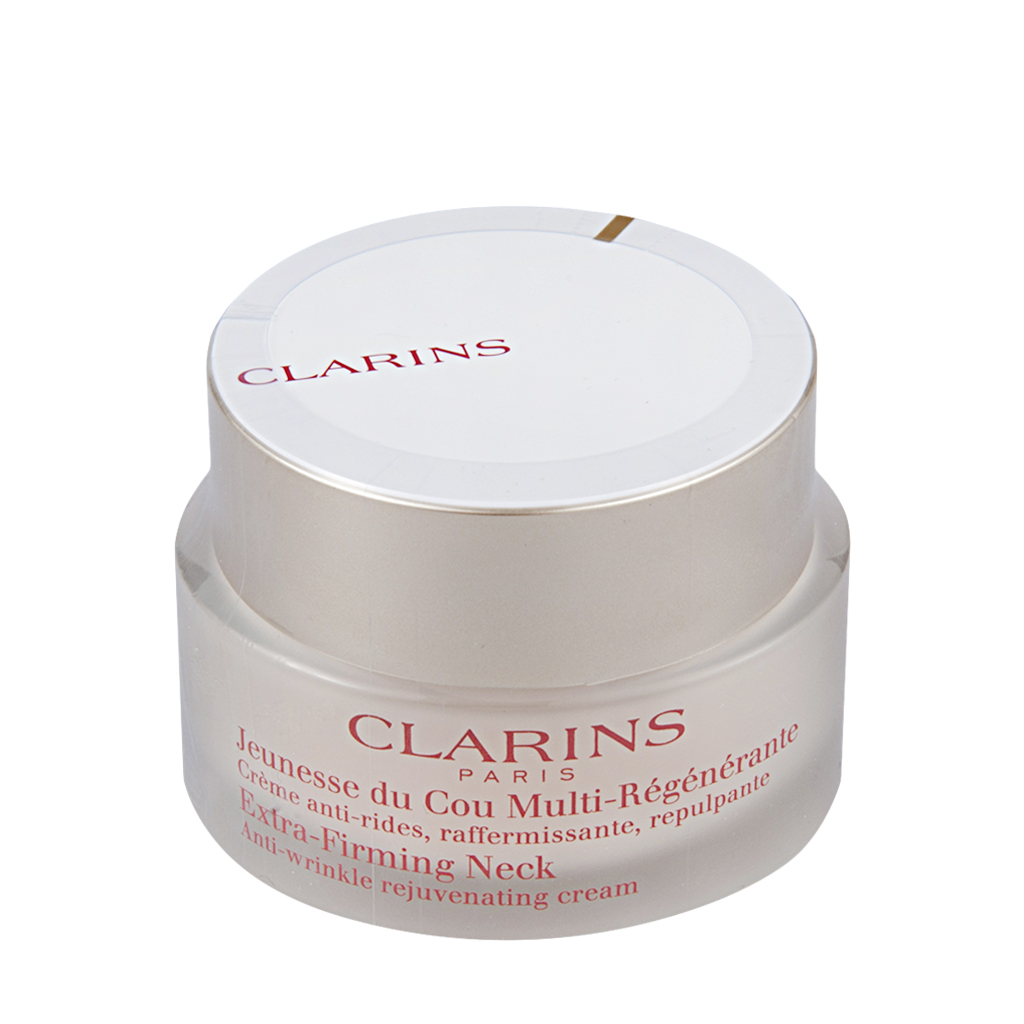 CLARINS
CLARINS
PARIS
Jeunesse du Cou Multi-Régénérante
Crème anti-rides, raffermissante, repulpante
Extra-Firming Neck
Anti-wrinkle rejuvenating cream